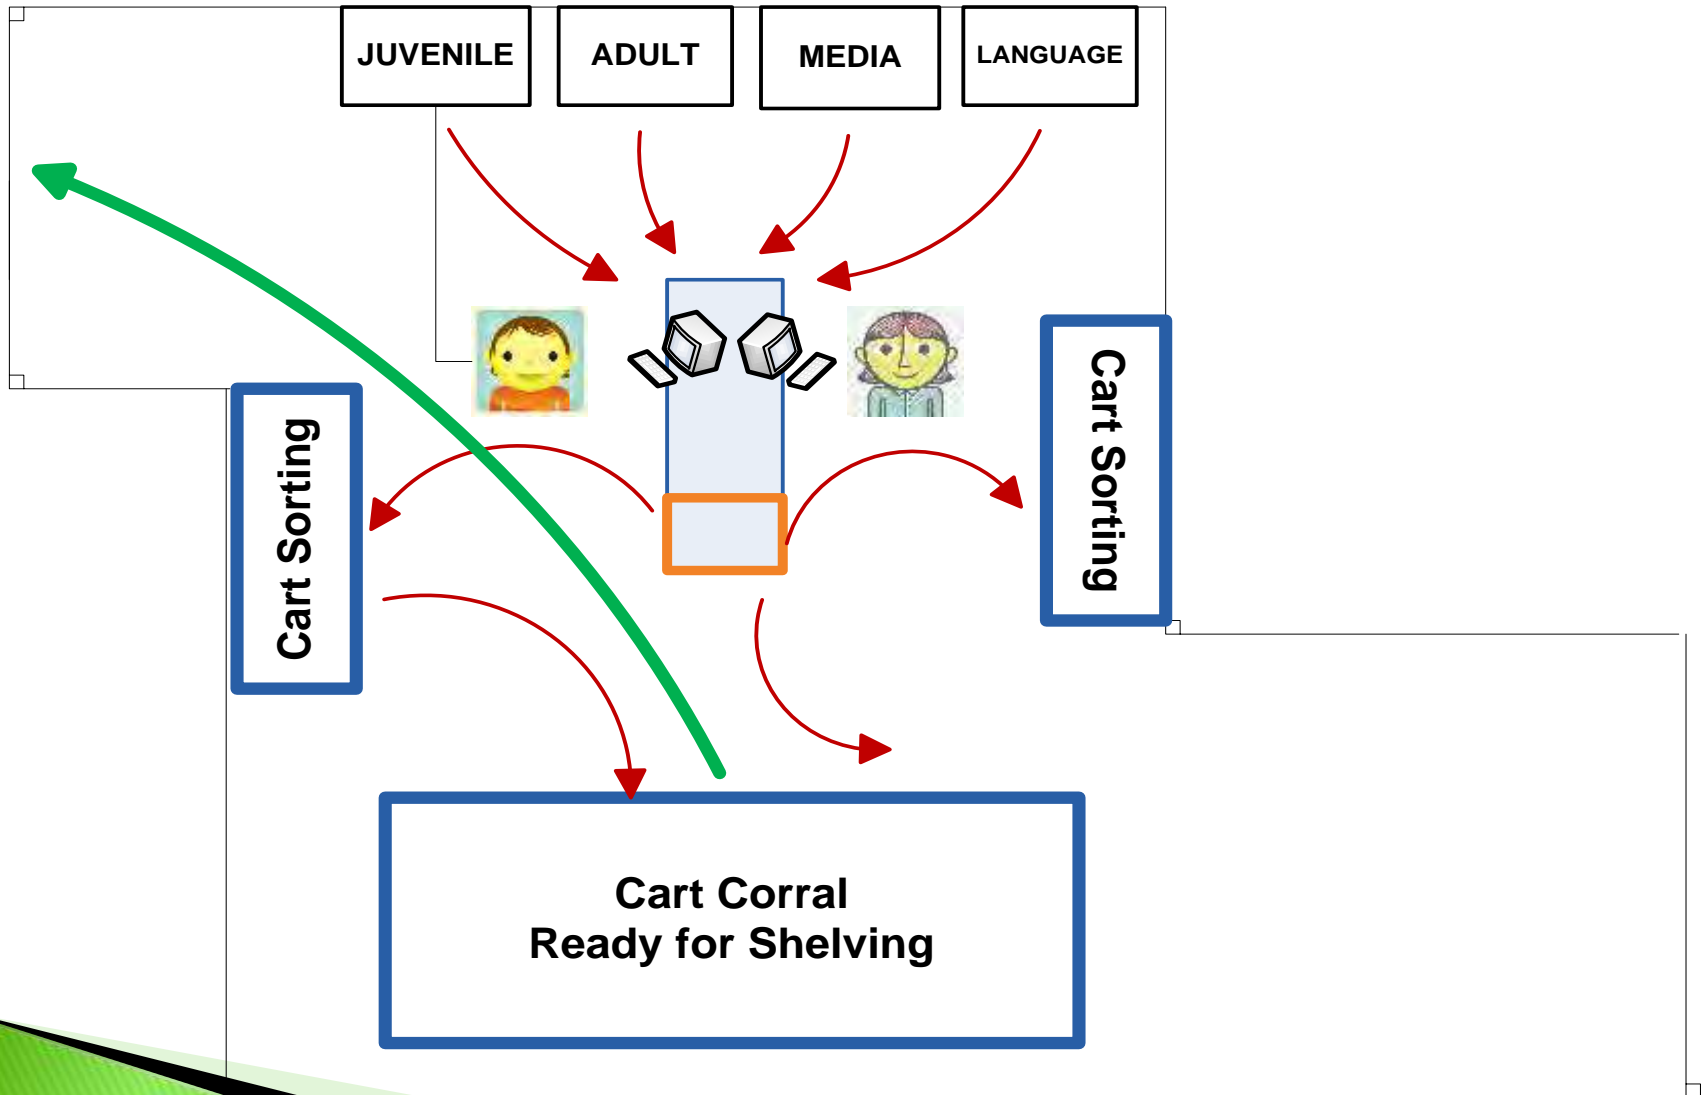 JUVENILE
ADULT
MEDIA
LANGUAGE
Cart Sorting
Cart Sorting
Cart Corral
Ready for Shelving